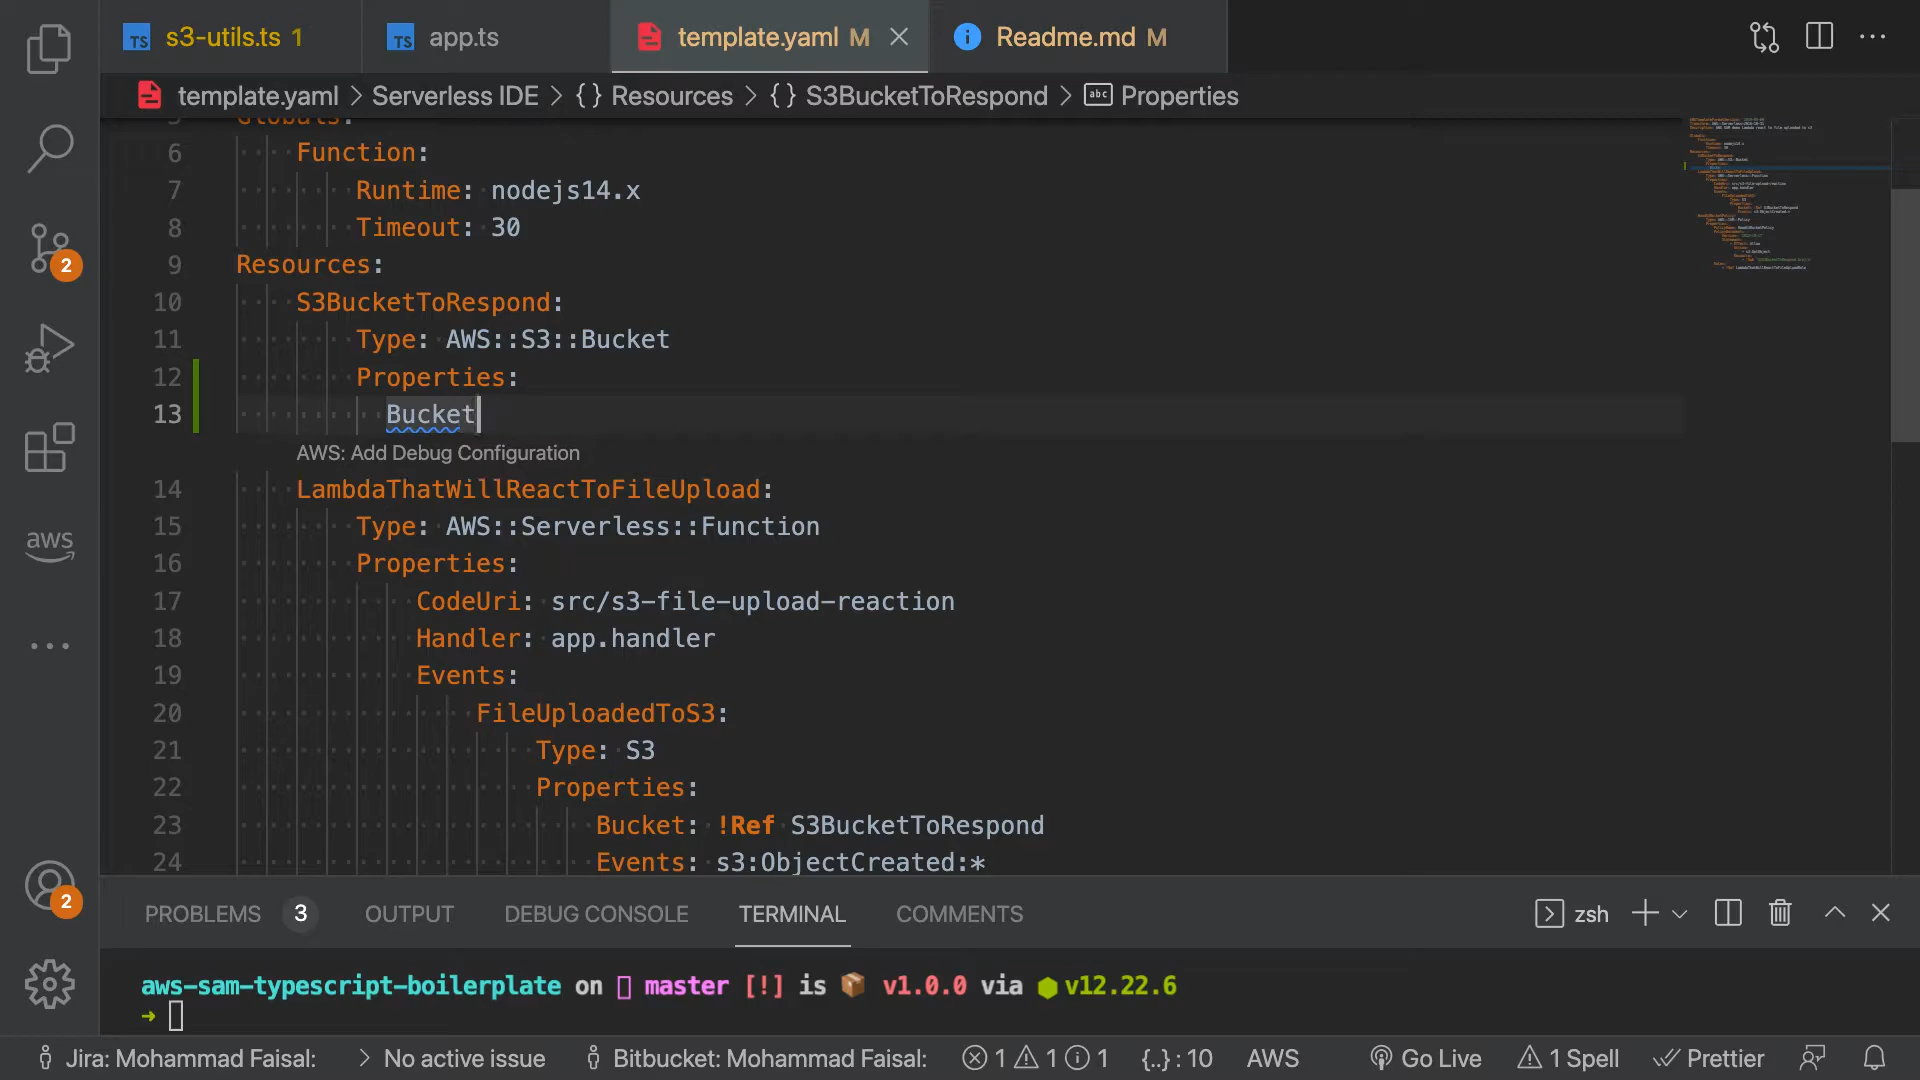 s3-utils.ts 1
app.ts
template.yaml M
Readme.md M
template.yaml > Serverless IDE > {} Resources > {} S3BucketToRespond > abc Properties
5 Globals:
6 Function:
7 Runtime: nodejs14.x
8 Timeout: 30
9 Resources:
10 S3BucketToRespond:
11 Type: AWS::S3::Bucket
12 Properties:
13 Bucket
AWS: Add Debug Configuration
14 LambdaThatWillReactToFileUpload:
15 Type: AWS::Serverless::Function
16 Properties:
17 CodeUri: src/s3-file-upload-reaction
18 Handler: app.handler
19 Events:
20 FileUploadedToS3:
21 Type: S3
22 Properties:
23 Bucket: !Ref S3BucketToRespond
24 Events: s3:ObjectCreated:*
2
aws
2
PROBLEMS 3 OUTPUT DEBUG CONSOLE TERMINAL COMMENTS
zsh
aws-sam-typescript-boilerplate on master [!] is v1.0.0 via v12.22.6
Jira: Mohammad Faisal: > No active issue Bitbucket: Mohammad Faisal: 1 1 1 {..} : 10 AWS Go Live 1 Spell Prettier